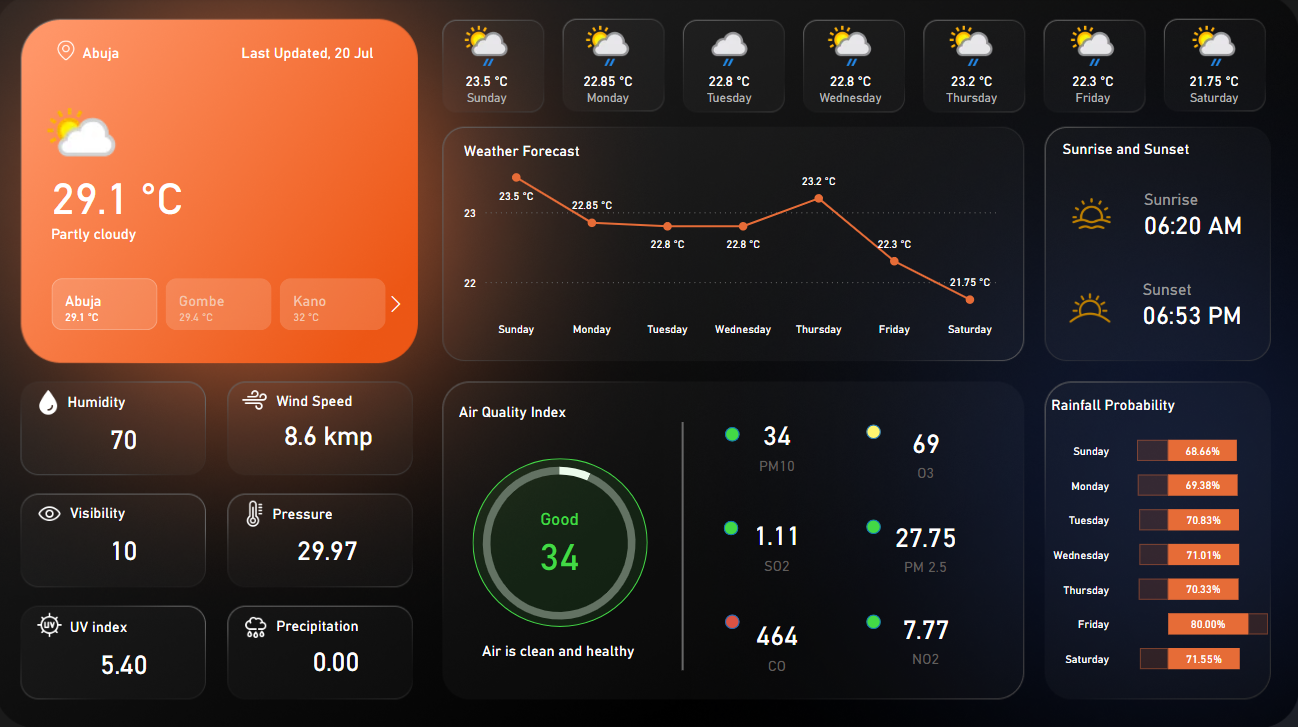 Abuja
Last Updated, 20 Jul
29.1 °C
Partly cloudy
Abuja
29.1 °C
Gombe
29.4 °C
Kano
32 °C
23.5 °C
Sunday
22.85 °C
Monday
22.8 °C
Tuesday
22.8 °C
Wednesday
23.2 °C
Thursday
22.3 °C
Friday
21.75 °C
Saturday
Weather Forecast
23
22
23.5 °C
22.85 °C
22.8 °C
22.8 °C
23.2 °C
22.3 °C
21.75 °C
Sunday
Monday
Tuesday
Wednesday
Thursday
Friday
Saturday
Sunrise and Sunset
Sunrise
06:20 AM
Sunset
06:53 PM
Humidity
70
Wind Speed
8.6 kmp
Visibility
10
Pressure
29.97
UV
UV index
5.40
Precipitation
0.00
Air Quality Index
Good
34
Air is clean and healthy
34
PM10
69
O3
1.11
SO2
27.75
PM 2.5
464
CO
7.77
NO2
Rainfall Probability
Sunday 68.66%
Monday 69.38%
Tuesday 70.83%
Wednesday 71.01%
Thursday 70.33%
Friday 80.00%
Saturday 71.55%